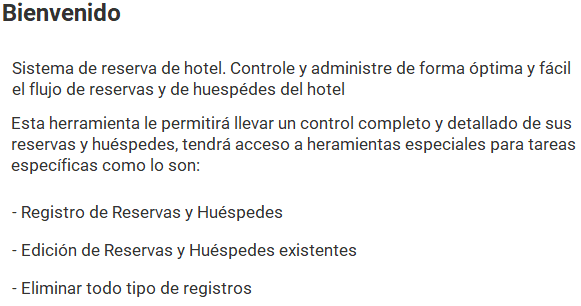 Bienvenido
Sistema de reserva de hotel. Controle y administre de forma óptima y fácil
el flujo de reservas y de huespédes del hotel
Esta herramienta le permitirá llevar un control completo y detallado de sus
reservas y huéspedes, tendrá acceso a heramientas especiales para tareas
específicas como lo son:
- Registro de Reservas y Huéspedes
- Edición de Reservas y Huéspedes existentes
- Eliminar todo tipo de registros